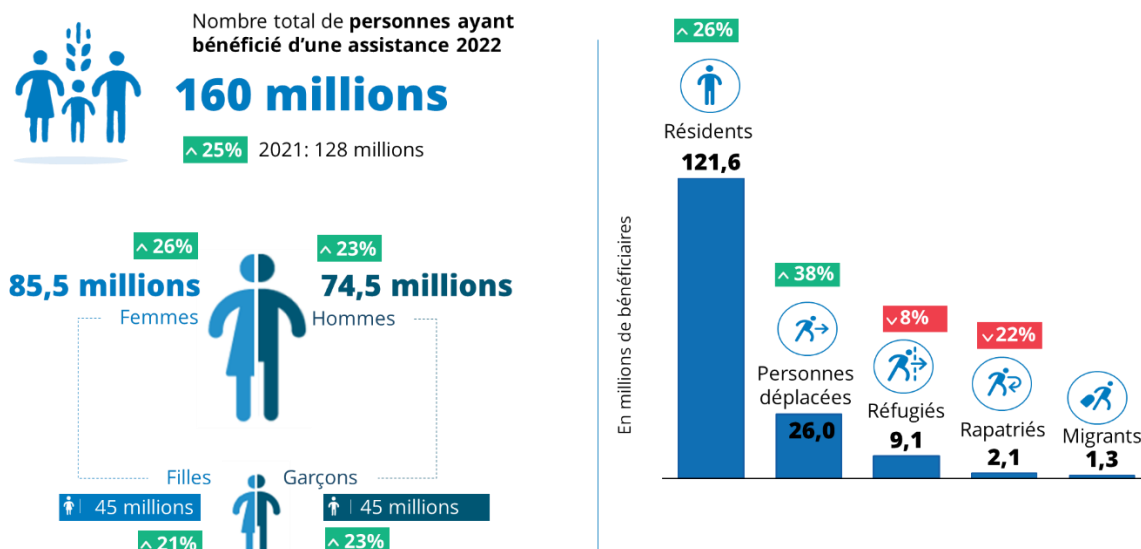 Nombre total de personnes ayant
bénéficié d'une assistance 2022
160 millions
25% 2021: 128 millions
26%
23%
85,5 millions
74,5 millions
Femmes
Hommes
Filles
Garçons
45 millions
45 millions
21%
23%
En millions de bénéficiaires
26%
Résidents
121,6
38%
Personnes
déplacées
26,0
8%
Réfugiés
9,1
22%
Rapatriés
2,1
Migrants
1,3